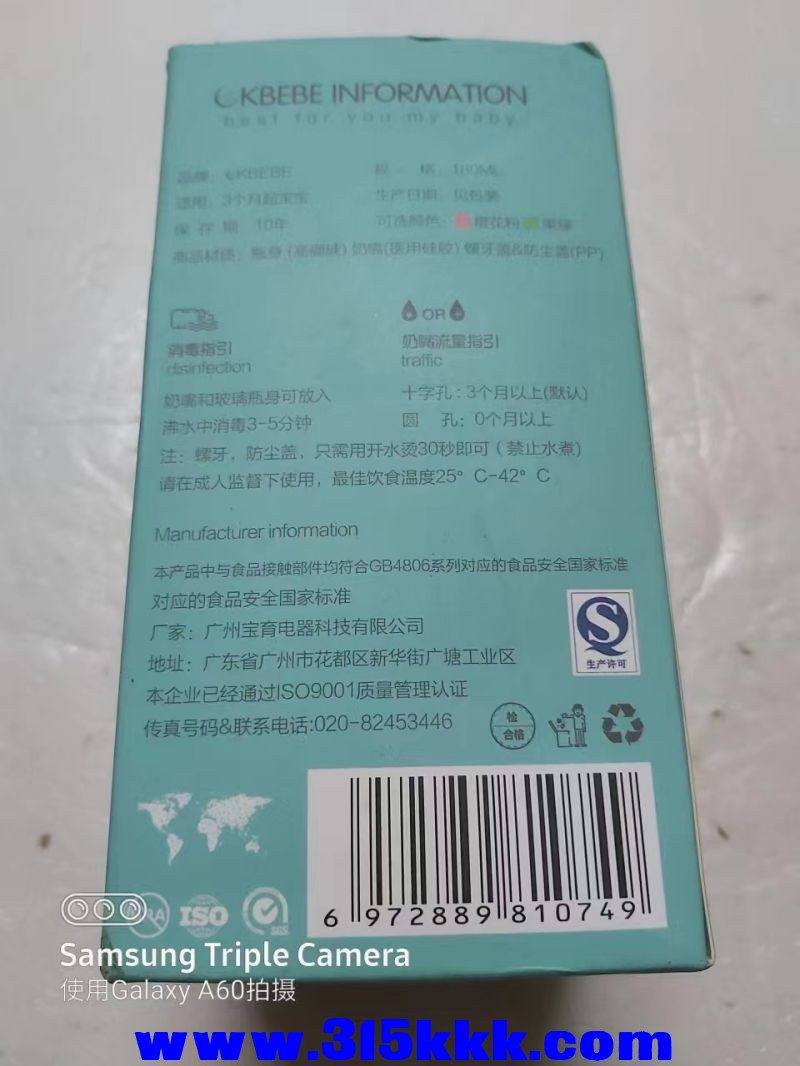 OKBEBE INFORMATION
best for you my baby
品牌：OKBEBE
规格：180ML
适用：3个月起宝宝
生产日期：见包装
保存期 10年
可选颜色： 樱花粉 果绿
商品材质：瓶身(高硼硅) 奶嘴(医用硅胶) 螺牙盖&防尘盖(PP)
OR
消毒指引
disinfection
奶嘴流量指引
traffic
奶嘴和玻璃瓶身可放入
沸水中消毒3-5分钟
十字孔：3个月以上(默认)
圆 孔：0个月以上
注：螺牙，防尘盖，只需用开水烫30秒即可（禁止水煮）
请在成人监督下使用，最佳饮食温度25° C-42° C
Manufacturer information
本产品中与食品接触部件均符合GB4806系列对应的食品安全国家标准
对应的食品安全国家标准
厂家：广州宝育电器科技有限公司
地址：广东省广州市花都区新华街广塘工业区
本企业已经通过ISO9001质量管理认证
传真号码&联系电话:020-82453446
QS
生产许可
检
合格
ISO
SGS
6 972889 810749
Samsung Triple Camera
使用Galaxy A60拍摄
www.315kkk.com